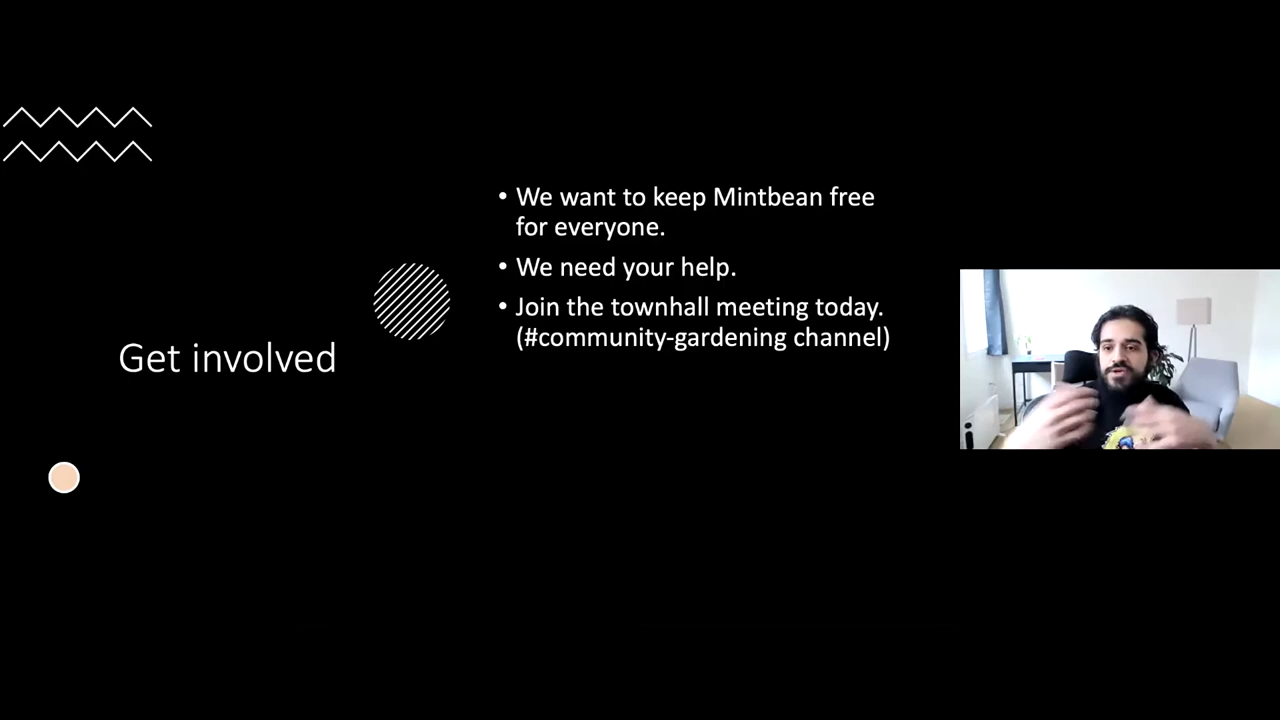 Get involved
• We want to keep Mintbean free
for everyone.
• We need your help.
• Join the townhall meeting today.
(#community-gardening channel)